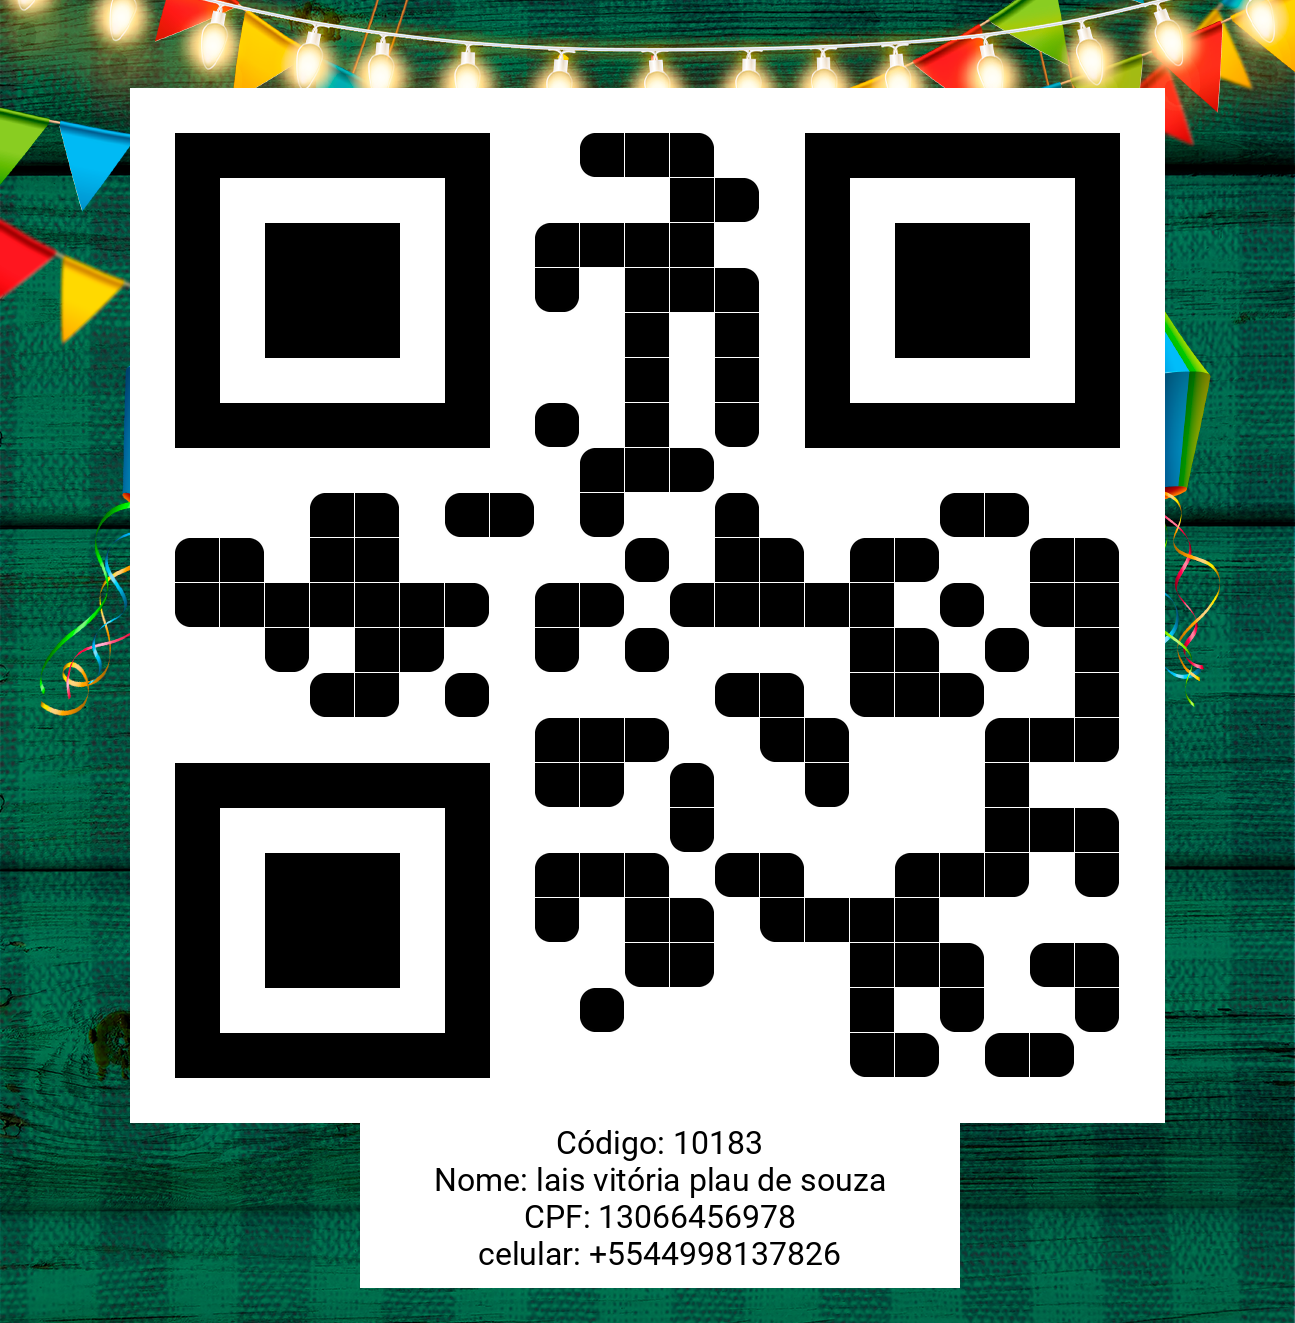 Código: 10183
Nome: lais vitória plau de souza
CPF: 13066456978
celular: +5544998137826